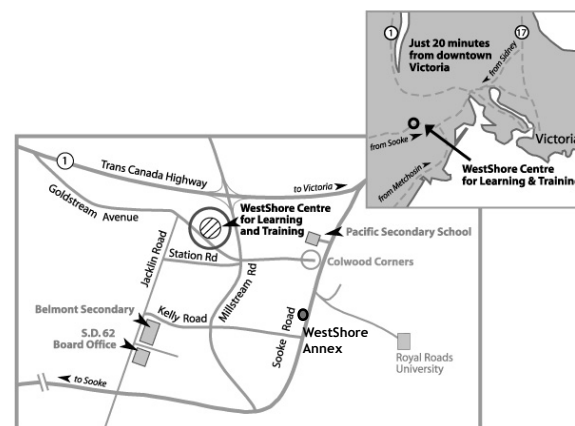 1
17
Just 20 minutes
from downtown
Victoria
from Sidney
Victoria
from Sooke
WestShore Centre
for Learning & Training
from Metchosin
1
Trans Canada Highway
to Victoria
Goldstream Avenue
WestShore Centre
for Learning
and Training
Pacific Secondary School
Jacklin Road
Station Rd
Colwood Corners
Millstream Rd
Belmont Secondary
Kelly Road
Sooke Road
WestShore
Annex
S.D. 62
Board Office
Royal Roads
University
to Sooke